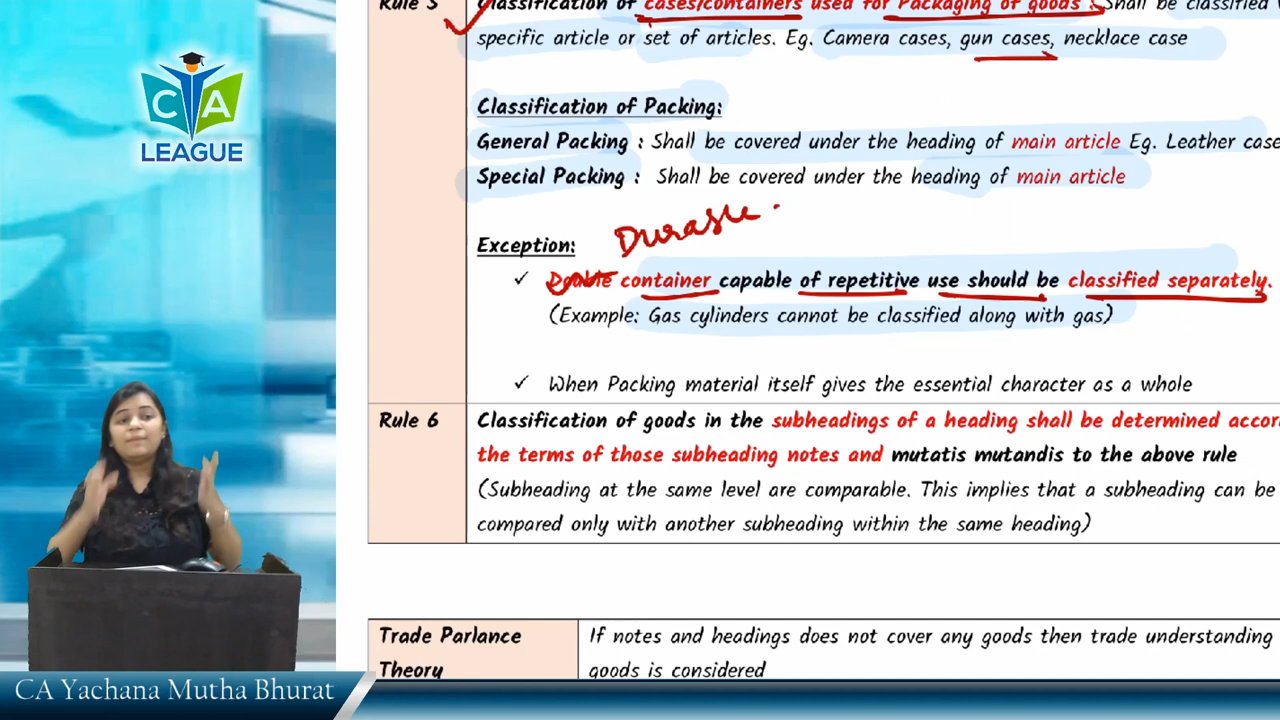 CA
LEAGUE
Rule 5
Classification of cases/containers used for Packaging of goods : Shall be classified
specific article or set of articles. Eg. Camera cases, gun cases, necklace case
Classification of Packing:
General Packing : Shall be covered under the heading of main article Eg. Leather case
Special Packing : Shall be covered under the heading of main article
Durable
Exception:
✓ Double container capable of repetitive use should be classified separately.
(Example: Gas cylinders cannot be classified along with gas)
✓ When Packing material itself gives the essential character as a whole
Rule 6
Classification of goods in the subheadings of a heading shall be determined accor
the terms of those subheading notes and mutatis mutandis to the above rule
(Subheading at the same level are comparable. This implies that a subheading can be
compared only with another subheading within the same heading)
Trade Parlance
Theory
If notes and headings does not cover any goods then trade understanding
goods is considered
CA Yachana Mutha Bhurat